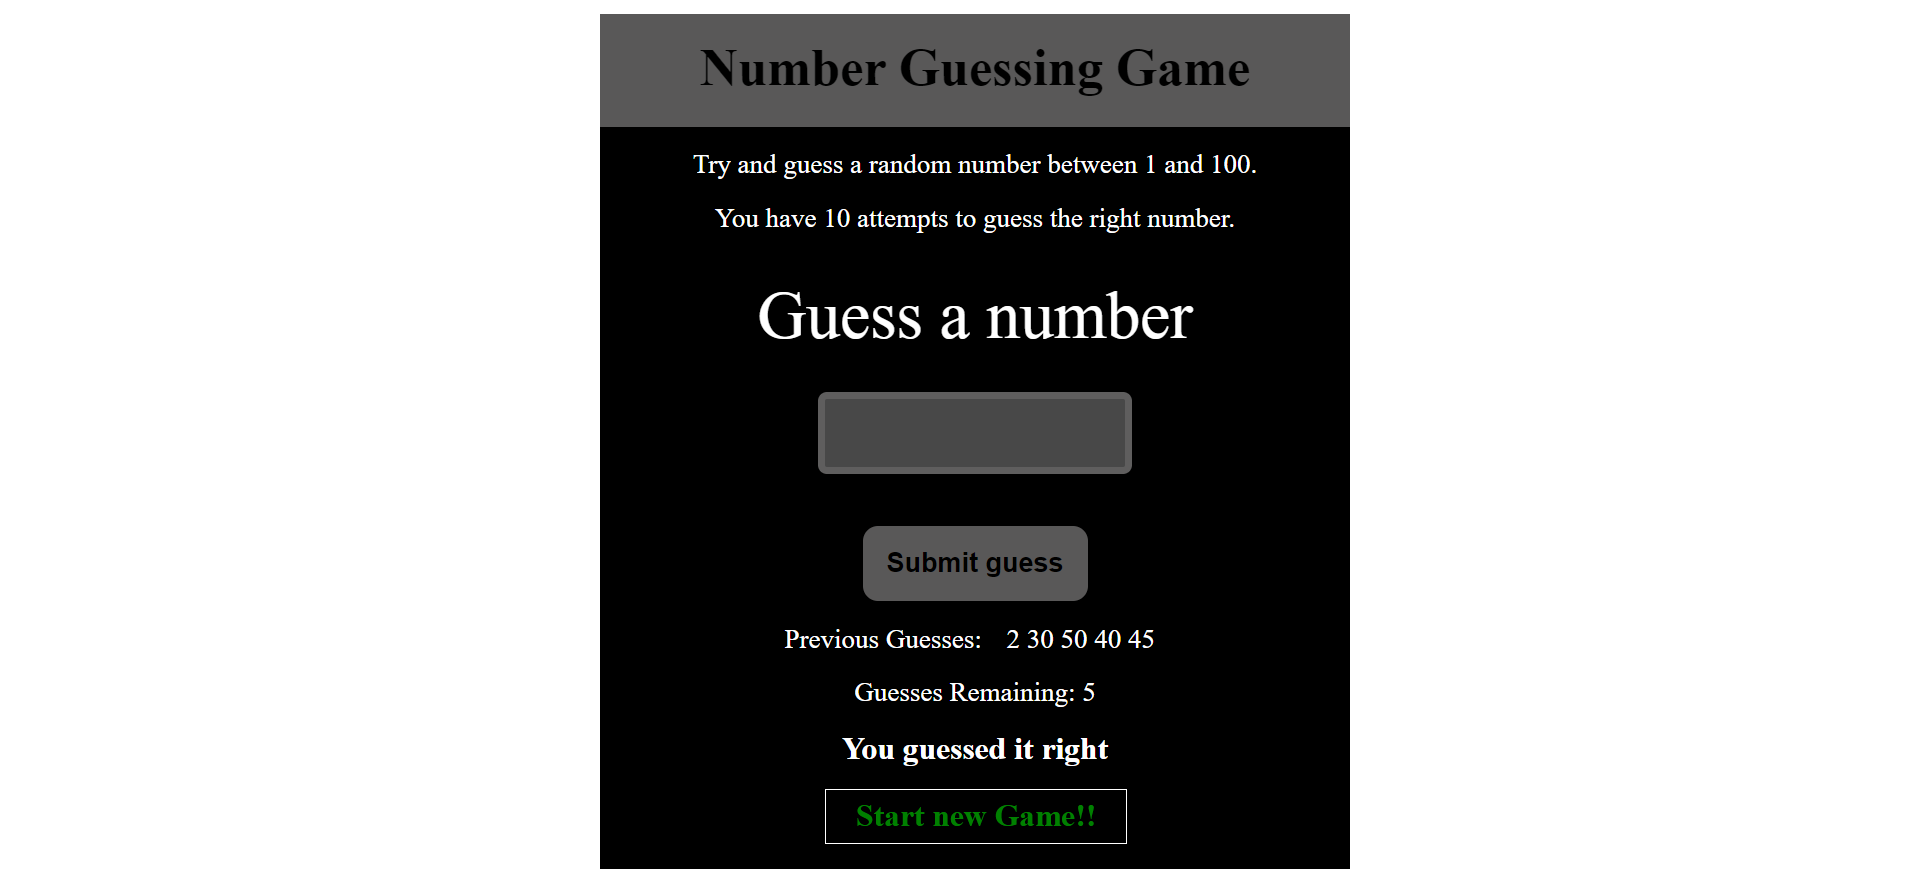 Number Guessing Game
Try and guess a random number between 1 and 100.
You have 10 attempts to guess the right number.
Guess a number
Submit guess
Previous Guesses: 2 30 50 40 45
Guesses Remaining: 5
You guessed it right
Start new Game!!